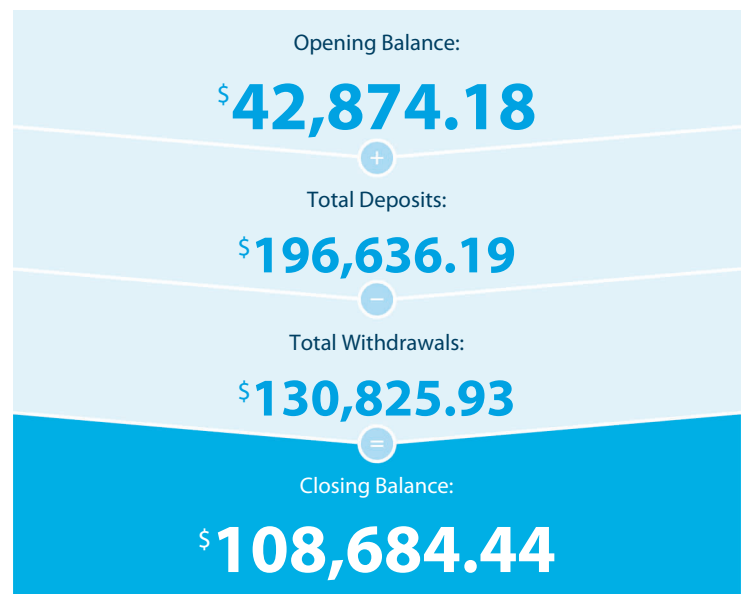 Opening Balance:
$42,874.18
+
Total Deposits:
$196,636.19
−
Total Withdrawals:
$130,825.93
=
Closing Balance:
$108,684.44